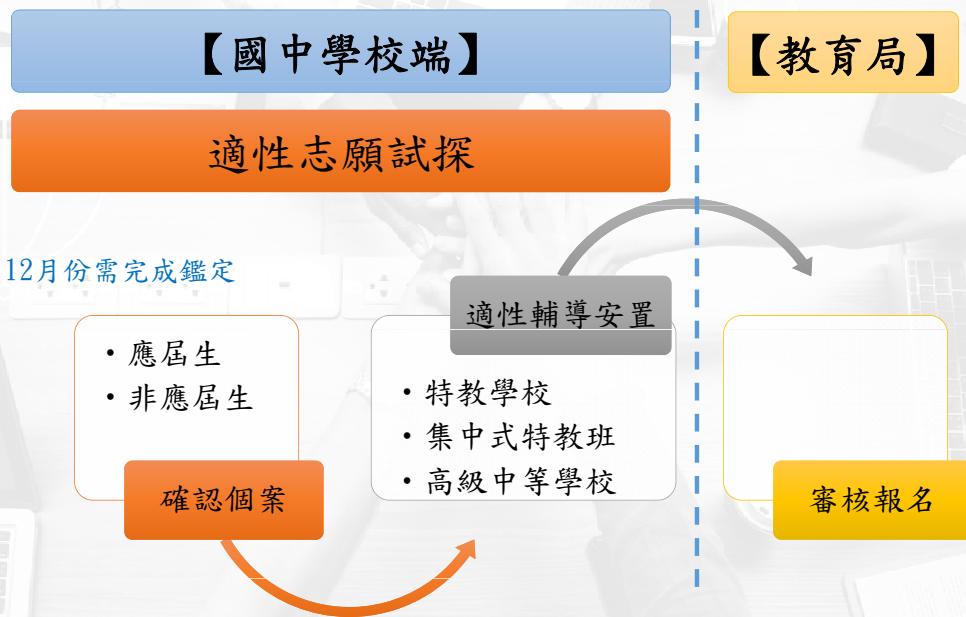 【國中學校端】
【教育局】
適性志願試探
12月份需完成鑑定
・應屆生
・非應屆生
確認個案
適性輔導安置
・特教學校
・集中式特教班
・高級中等學校
審核報名